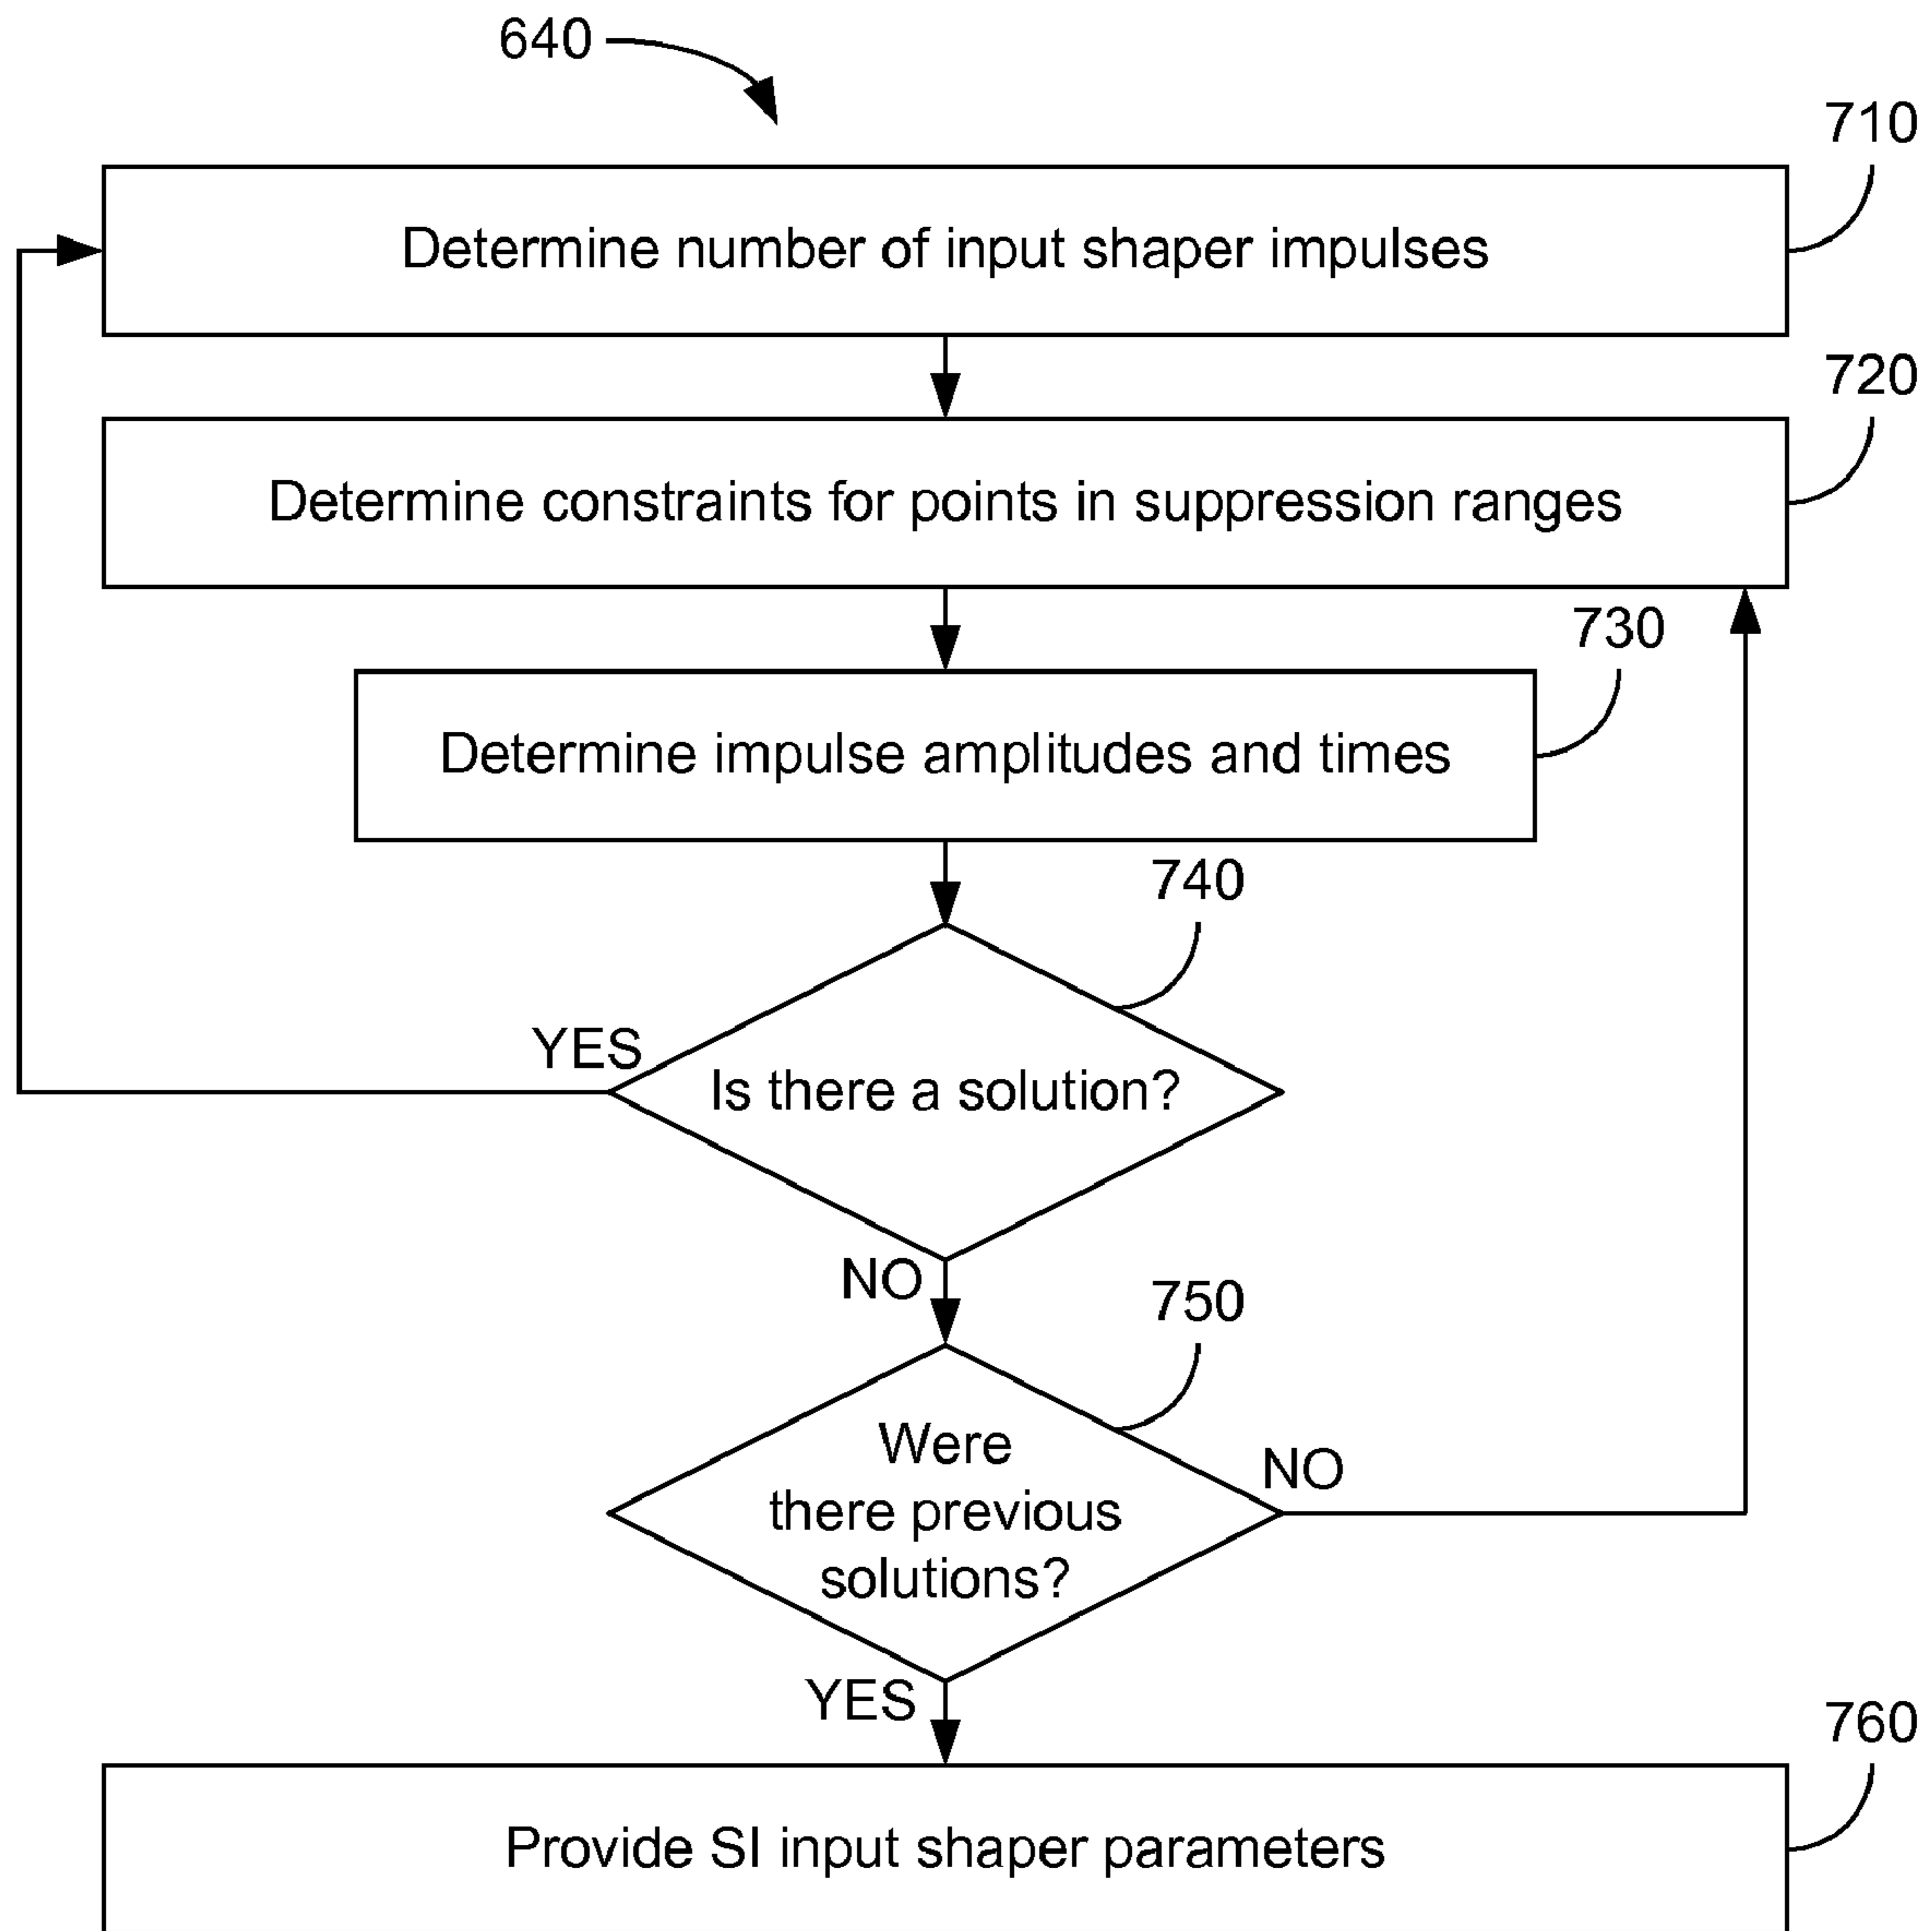 640
710
Determine number of input shaper impulses
720
Determine constraints for points in suppression ranges
730
Determine impulse amplitudes and times
740
YES
Is there a solution?
NO
750
Were
there previous
solutions?
NO
YES
760
Provide SI input shaper parameters